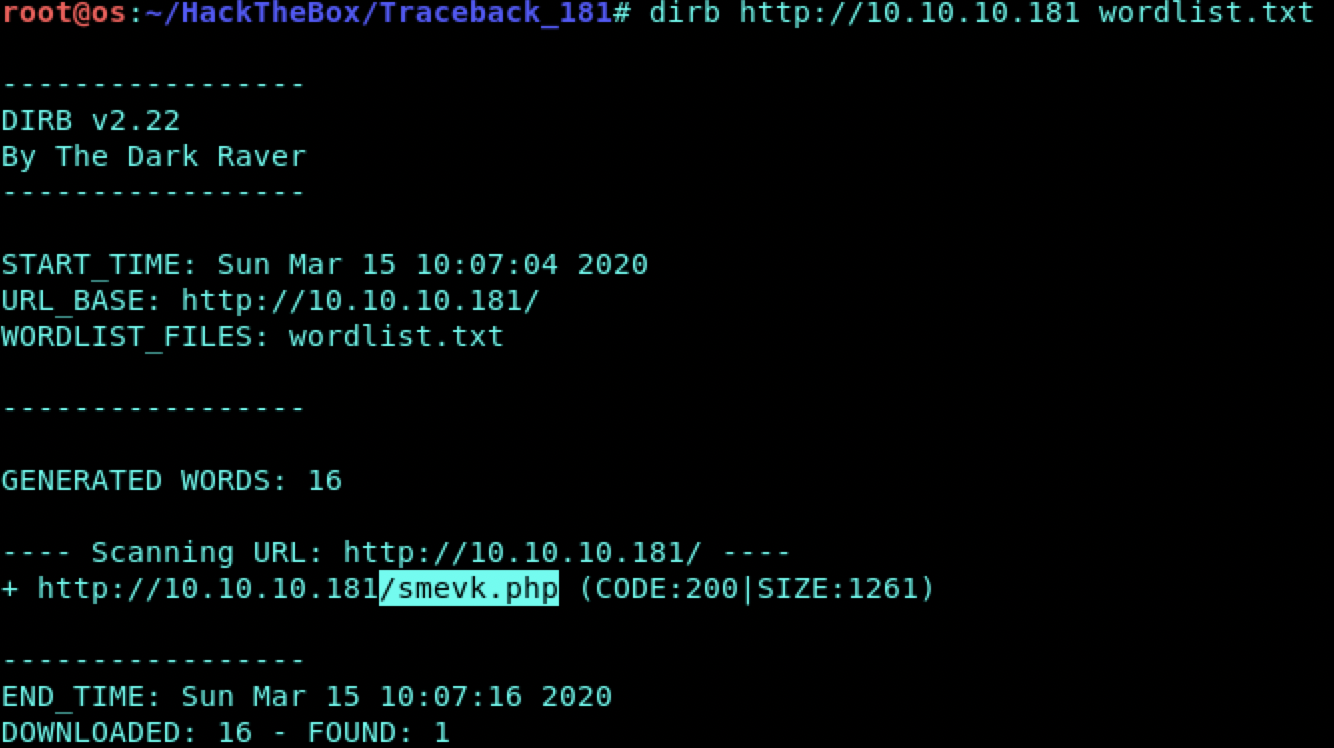 root@os:~/HackTheBox/Traceback_181# dirb http://10.10.10.181 wordlist.txt
-----------------
DIRB v2.22
By The Dark Raver
-----------------
START_TIME: Sun Mar 15 10:07:04 2020
URL_BASE: http://10.10.10.181/
WORDLIST_FILES: wordlist.txt
-----------------
GENERATED WORDS: 16
---- Scanning URL: http://10.10.10.181/ ----
+ http://10.10.10.181/smevk.php (CODE:200|SIZE:1261)
-----------------
END_TIME: Sun Mar 15 10:07:16 2020
DOWNLOADED: 16 - FOUND: 1